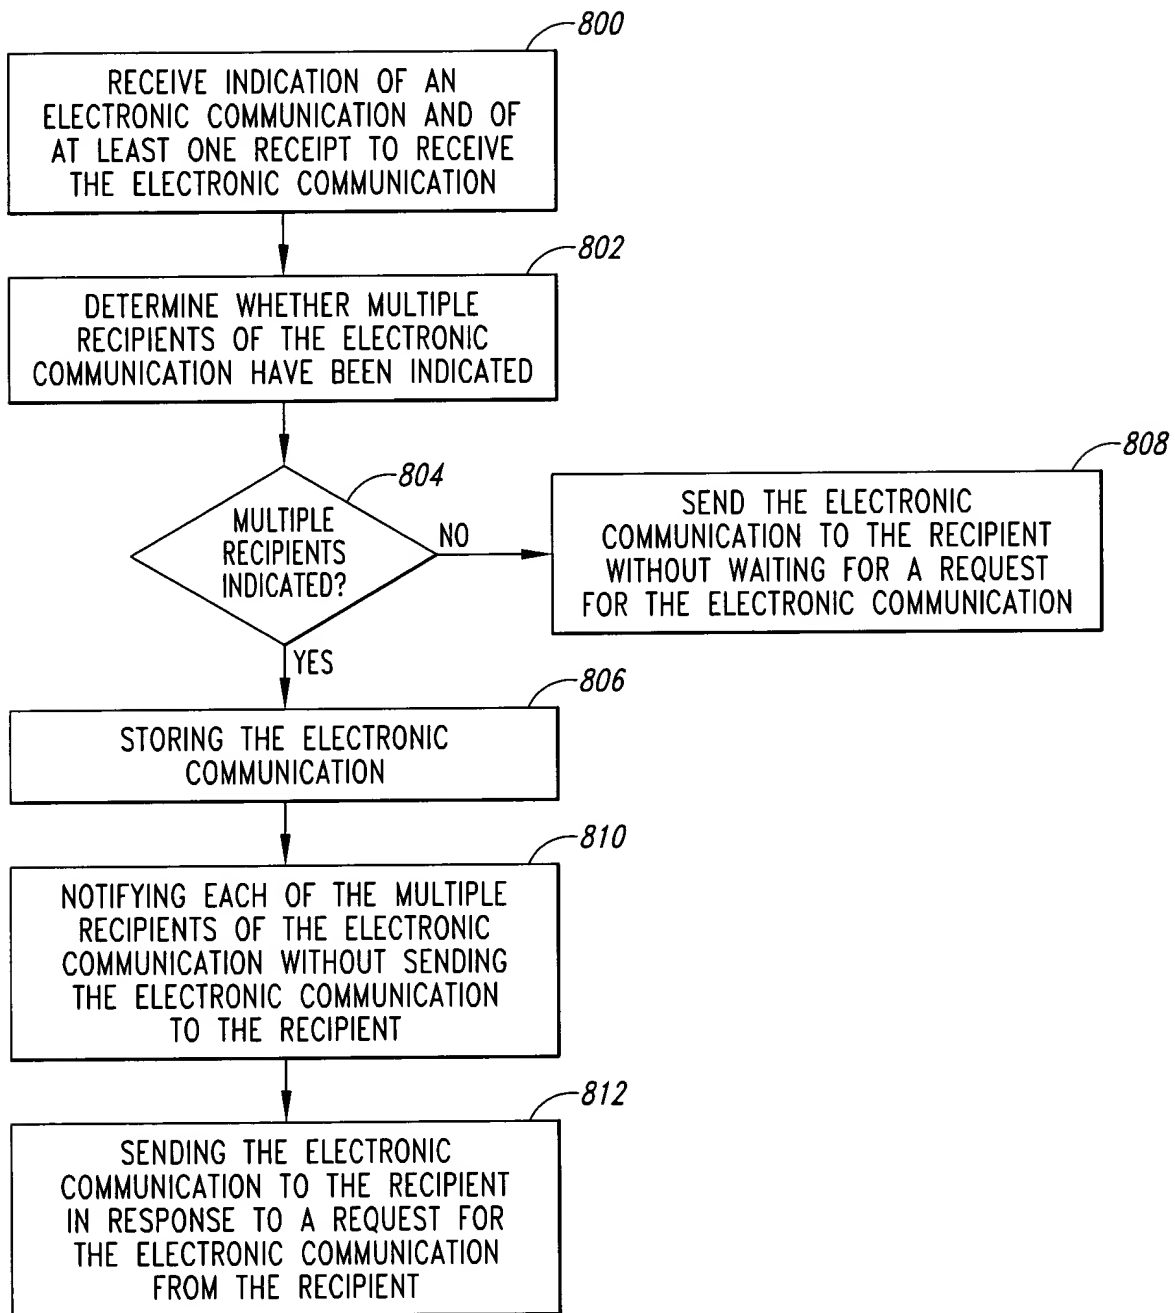 800
RECEIVE INDICATION OF AN
ELECTRONIC COMMUNICATION AND OF
AT LEAST ONE RECEIPT TO RECEIVE
THE ELECTRONIC COMMUNICATION
802
DETERMINE WHETHER MULTIPLE
RECIPIENTS OF THE ELECTRONIC
COMMUNICATION HAVE BEEN INDICATED
804
MULTIPLE
RECIPIENTS
INDICATED?
NO
808
SEND THE ELECTRONIC
COMMUNICATION TO THE RECIPIENT
WITHOUT WAITING FOR A REQUEST
FOR THE ELECTRONIC COMMUNICATION
YES
806
STORING THE ELECTRONIC
COMMUNICATION
810
NOTIFYING EACH OF THE MULTIPLE
RECIPIENTS OF THE ELECTRONIC
COMMUNICATION WITHOUT SENDING
THE ELECTRONIC COMMUNICATION
TO THE RECIPIENT
812
SENDING THE ELECTRONIC
COMMUNICATION TO THE RECIPIENT
IN RESPONSE TO A REQUEST FOR
THE ELECTRONIC COMMUNICATION
FROM THE RECIPIENT